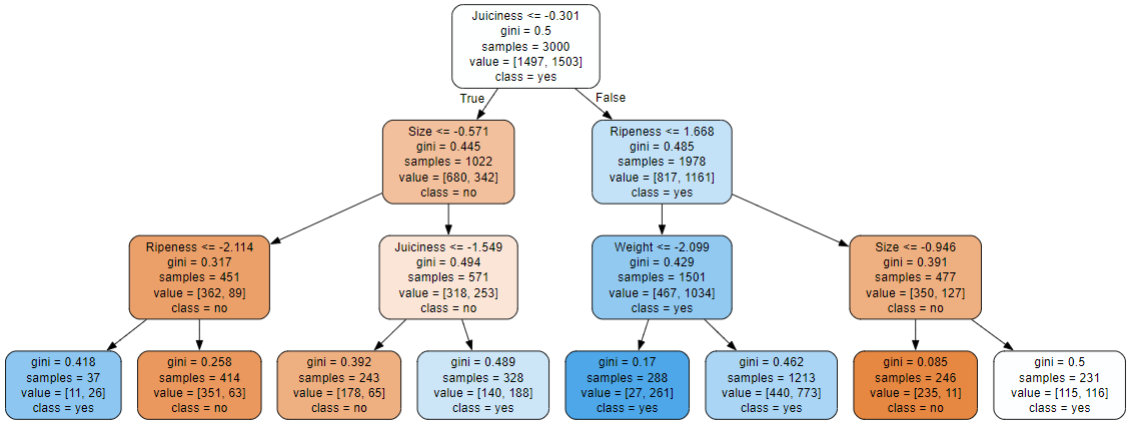 Juiciness <= -0.301
gini = 0.5
samples = 3000
value = [1497, 1503]
class = yes
True
False
Size <= -0.571
gini = 0.445
samples = 1022
value = [680, 342]
class = no
Ripeness <= 1.668
gini = 0.485
samples = 1978
value = [817, 1161]
class = yes
Ripeness <= -2.114
gini = 0.317
samples = 451
value = [362, 89]
class = no
Juiciness <= -1.549
gini = 0.494
samples = 571
value = [318, 253]
class = no
Weight <= -2.099
gini = 0.429
samples = 1501
value = [467, 1034]
class = yes
Size <= -0.946
gini = 0.391
samples = 477
value = [350, 127]
class = no
gini = 0.418
samples = 37
value = [11, 26]
class = yes
gini = 0.258
samples = 414
value = [351, 63]
class = no
gini = 0.392
samples = 243
value = [178, 65]
class = no
gini = 0.489
samples = 328
value = [140, 188]
class = yes
gini = 0.17
samples = 288
value = [27, 261]
class = yes
gini = 0.462
samples = 1213
value = [440, 773]
class = yes
gini = 0.085
samples = 246
value = [235, 11]
class = no
gini = 0.5
samples = 231
value = [115, 116]
class = yes